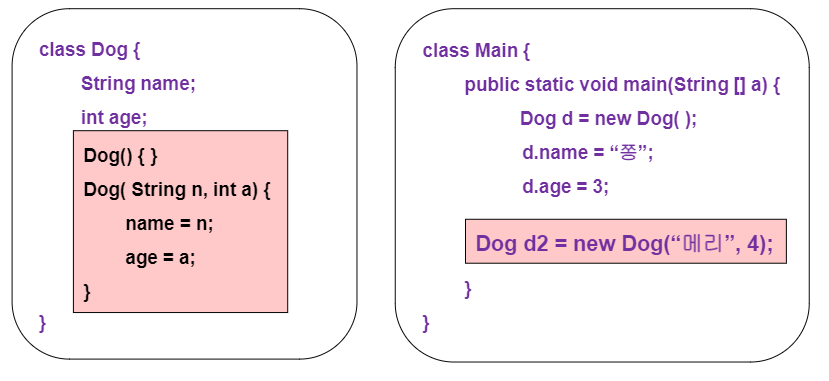 class Dog {
String name;
int age;
Dog() { }
Dog( String n, int a) {
name = n;
age = a;
}
}
class Main {
public static void main(String [] a) {
Dog d = new Dog( );
d.name = “쫑”;
d.age = 3;
Dog d2 = new Dog(“메리”, 4);
}
}